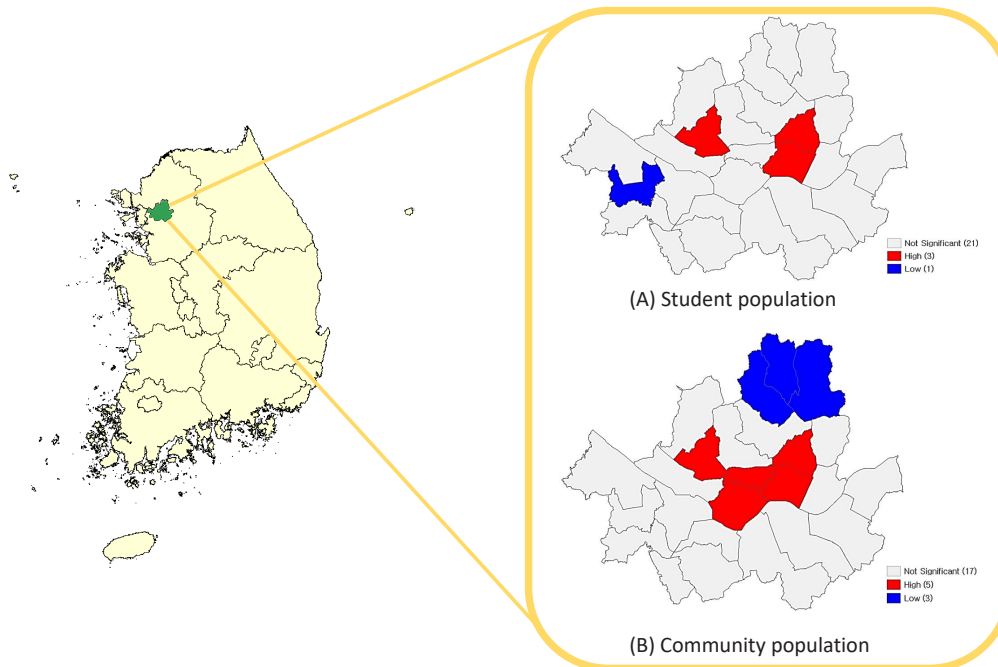 Not Significant (21)
High (3)
Low (1)
(A) Student population
Not Significant (17)
High (5)
Low (3)
(B) Community population